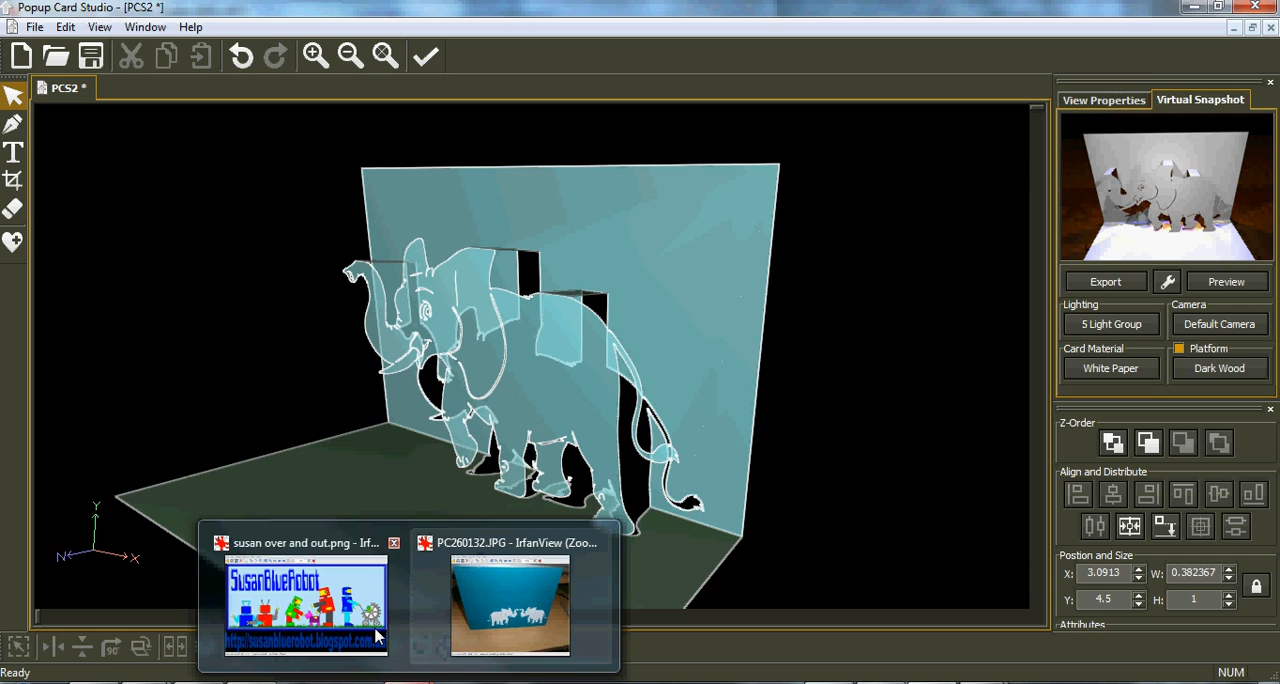 Popup Card Studio - [PCS2 *]
File Edit View Window Help
PCS2 *
View Properties Virtual Snapshot
Export Preview
Lighting Camera
5 Light Group Default Camera
Card Material Platform
White Paper Dark Wood
Z-Order
Align and Distribute
Postion and Size
X: 3.0913 W: 0.382367
Y: 4.5 H: 1
Attributes
Y
N X
susan over and out.png - Irf... PC260132.JPG - IrfanView (Zoo...
SusanBlueRobot
http://susanbluerobot.blogspot.com
90°
Ready NUM